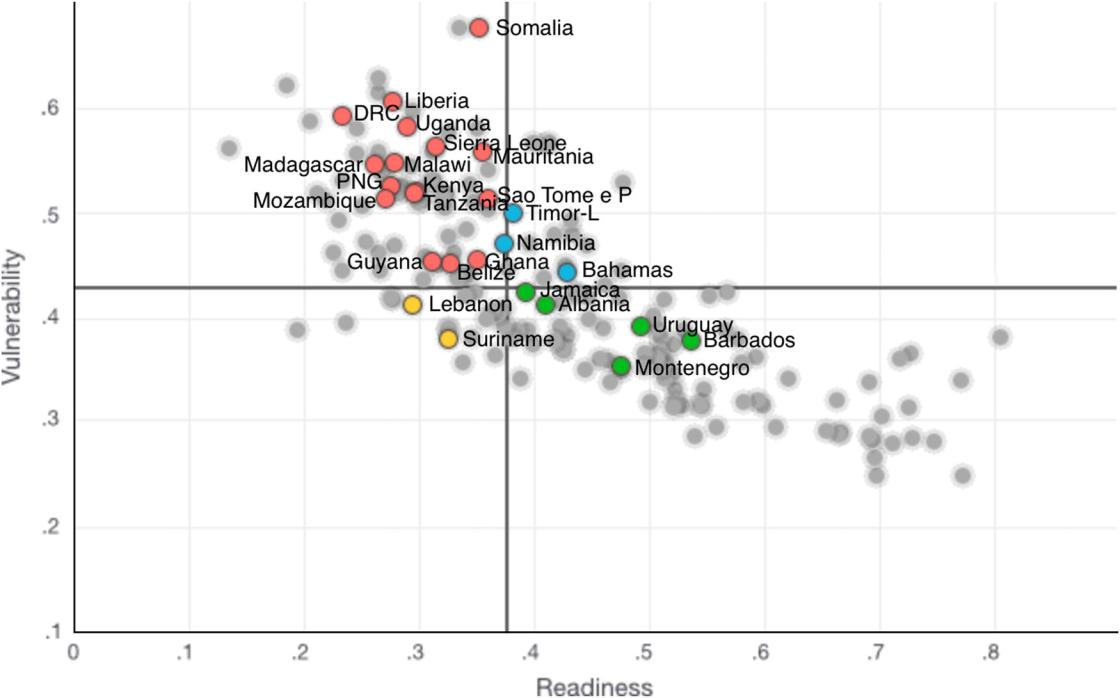 Somalia
.6
Liberia
DRC
Uganda
Sierra Leone
Mauritania
Madagascar
Malawi
PNG
Kenya
Mozambique
Tanzania
Sao Tome e P
.5
Timor-L
Namibia
Guyana
Ghana
Belize
Bahamas
Jamaica
Lebanon
Albania
.4
Uruguay
Suriname
Barbados
Montenegro
.3
.2
.1
Vulnerability
0 .1 .2 .3 .4 .5 .6 .7 .8
Readiness